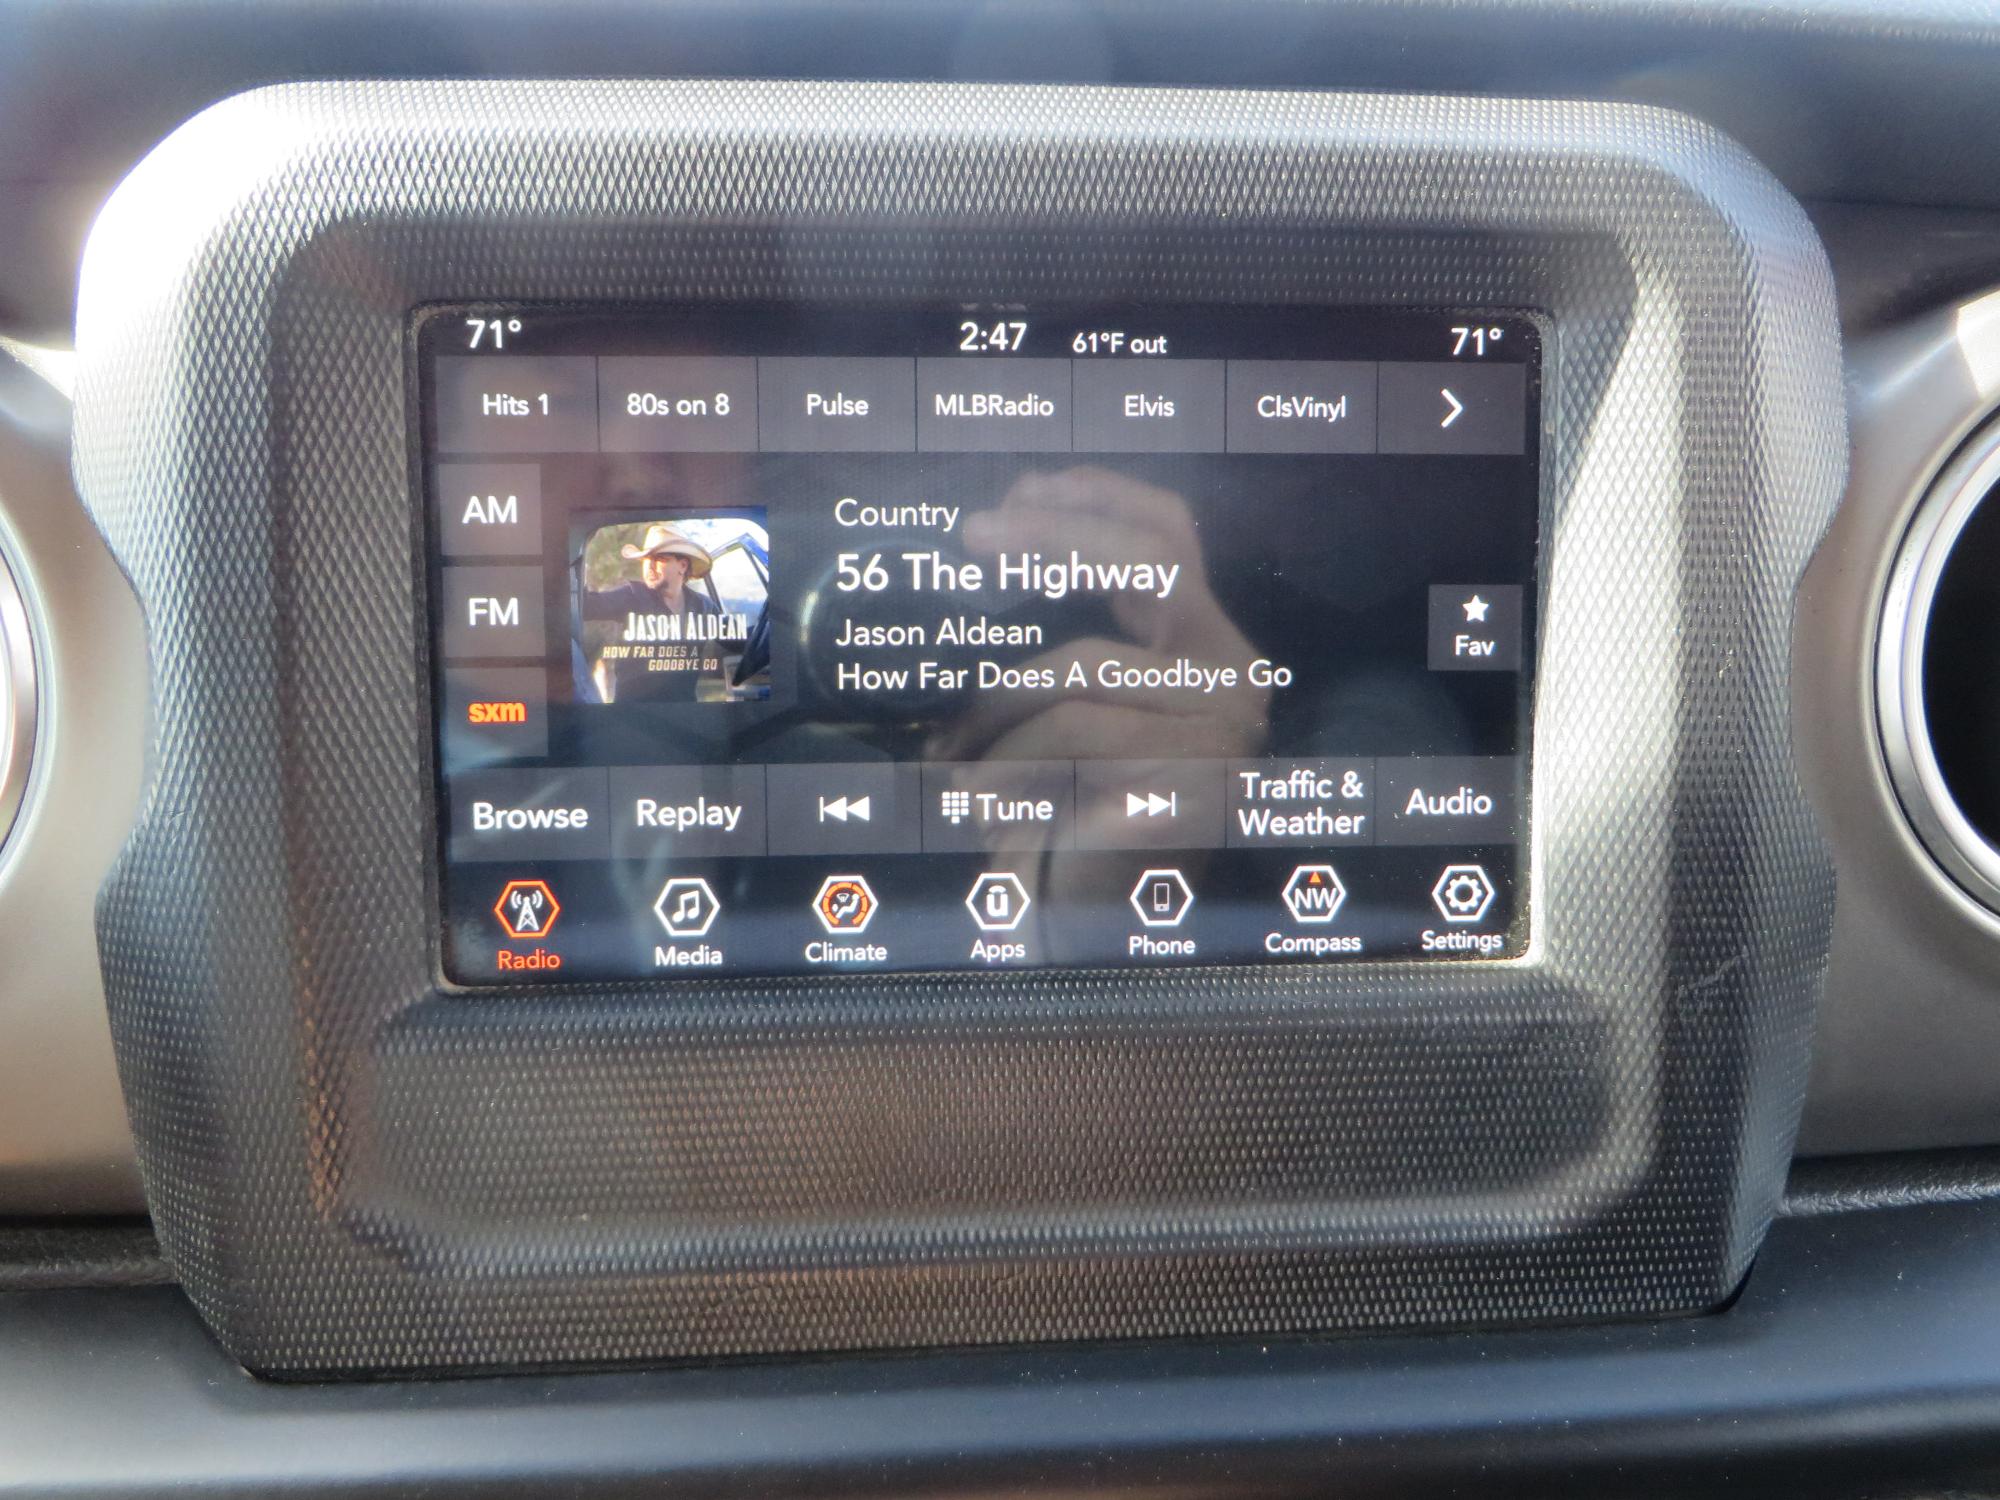 71° 2:47 61°F out 71°
Hits 1 80s on 8 Pulse MLBRadio Elvis ClsVinyl
AM
FM
sxm
JASON ALDEAN
HOW FAR DOES A
GOODBYE GO
Country
56 The Highway
Jason Aldean
How Far Does A Goodbye Go
Fav
Browse Replay Tune Traffic &
Weather Audio
u NW
Radio Media Climate Apps Phone Compass Settings